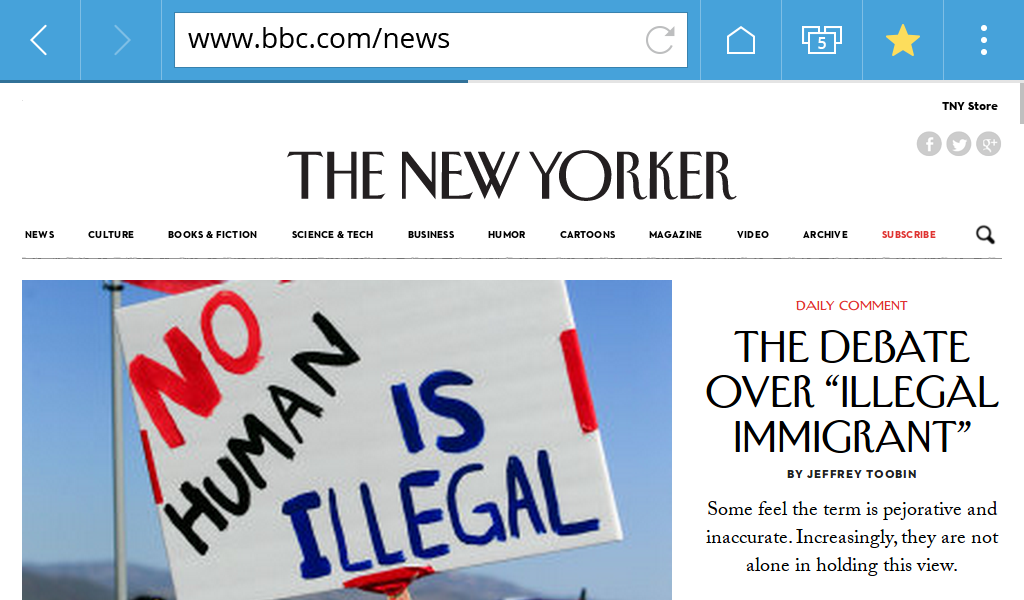 www.bbc.com/news
5
TNY Store
f g+
THE NEW YORKER
NEWS CULTURE BOOKS & FICTION SCIENCE & TECH BUSINESS HUMOR CARTOONS MAGAZINE VIDEO ARCHIVE SUBSCRIBE
NO
HUMAN
IS
ILLEGAL
DAILY COMMENT
THE DEBATE
OVER “ILLEGAL
IMMIGRANT”
BY JEFFREY TOOBIN
Some feel the term is pejorative and
inaccurate. Increasingly, they are not
alone in holding this view.